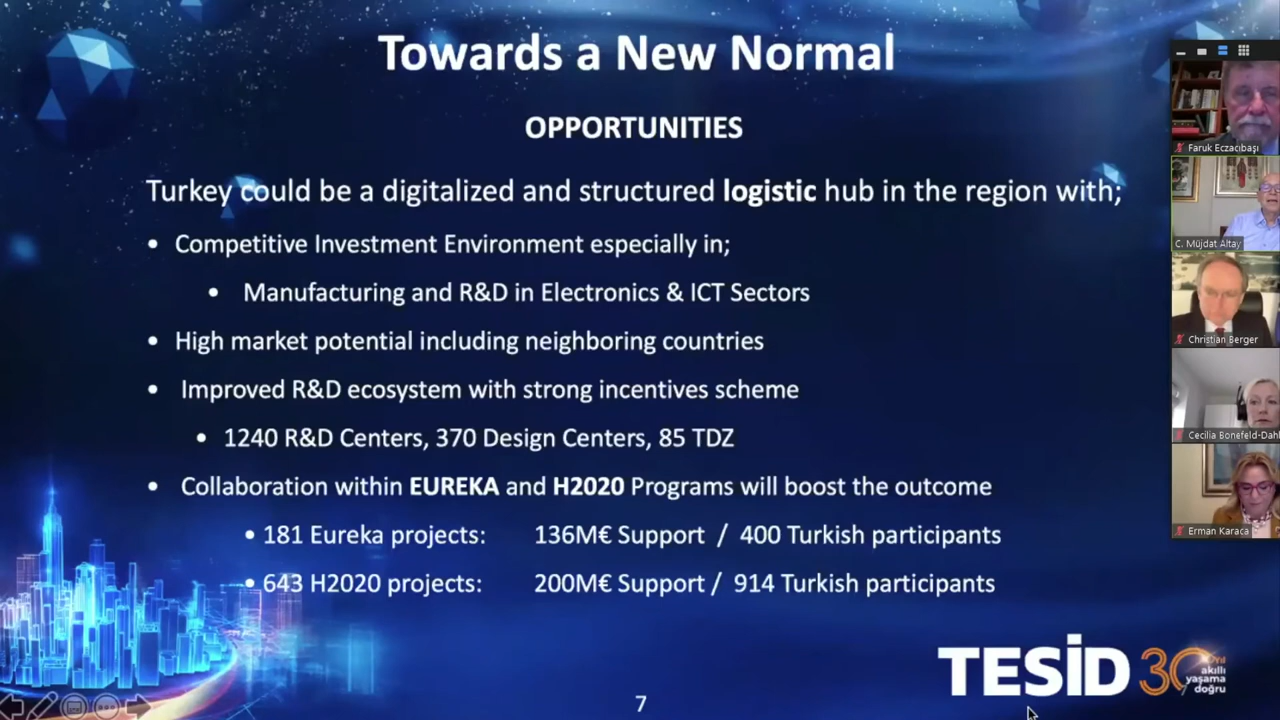 Towards a New Normal
OPPORTUNITIES
Turkey could be a digitalized and structured logistic hub in the region with;
• Competitive Investment Environment especially in;
• Manufacturing and R&D in Electronics & ICT Sectors
• High market potential including neighboring countries
• Improved R&D ecosystem with strong incentives scheme
• 1240 R&D Centers, 370 Design Centers, 85 TDZ
• Collaboration within EUREKA and H2020 Programs will boost the outcome
• 181 Eureka projects: 136M€ Support / 400 Turkish participants
• 643 H2020 projects: 200M€ Support / 914 Turkish participants
TESİD 30
akıllı
yaşama
doğru
7
Faruk Eczacıbaşı
C. Müjdat Altay
Christian Berger
Cecilia Bonefeld-Dahl
Erman Karaca